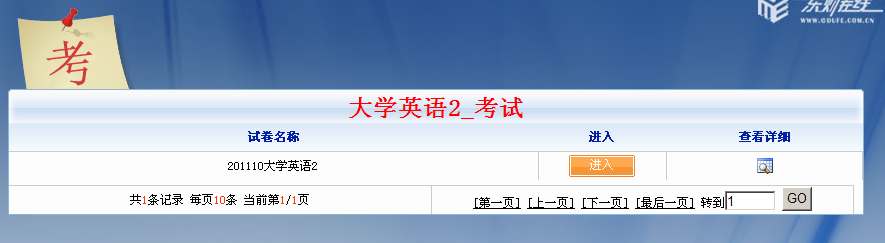 东财在线
WWW.GDUFE.COM.CN
考
大学英语2_考试
试卷名称 进入 查看详细
201110大学英语2 进入
共1条记录 每页10条 当前第1/1页 [第一页] [上一页] [下一页] [最后一页] 转到 1 GO